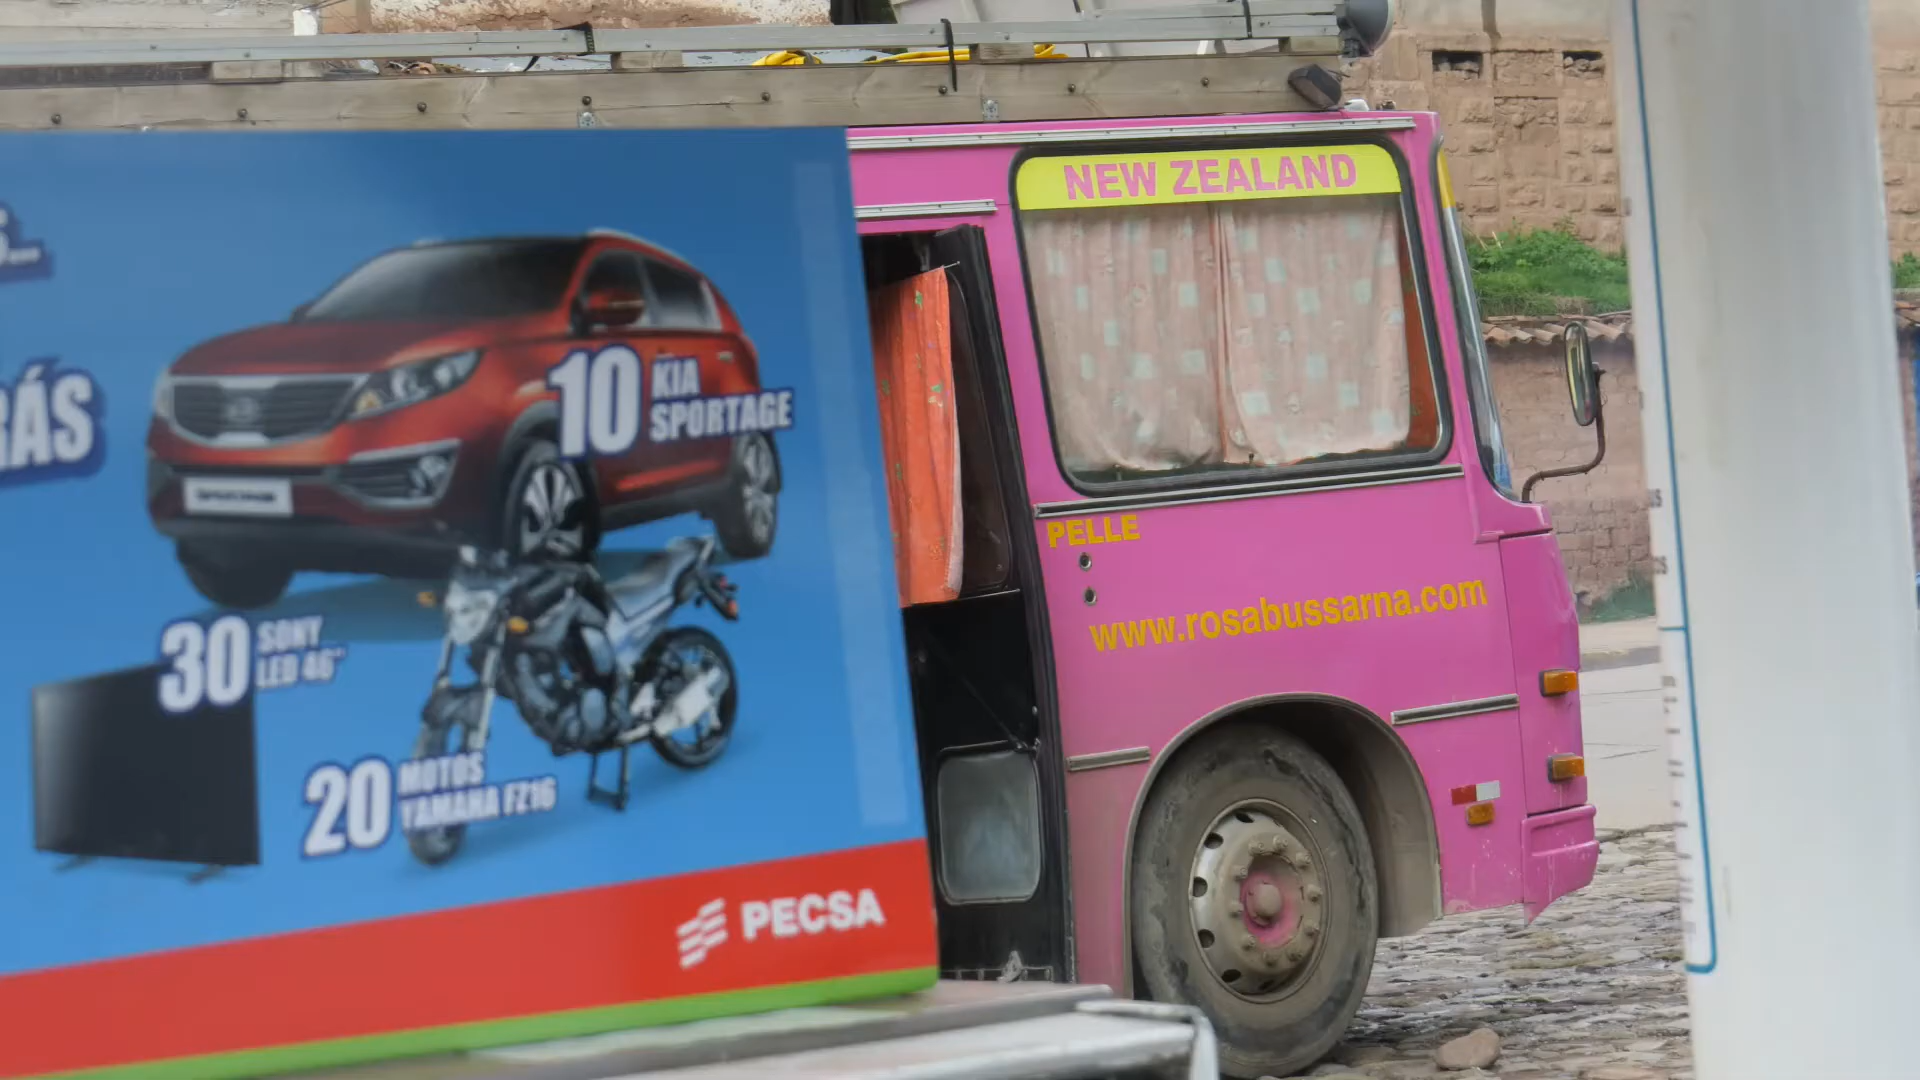 RÁS
10 KIA
SPORTAGE
30 SONY
LED 46"
20 MOTOS
YAMAHA FZ16
PECSA
NEW ZEALAND
PELLE
www.rosabussarna.com